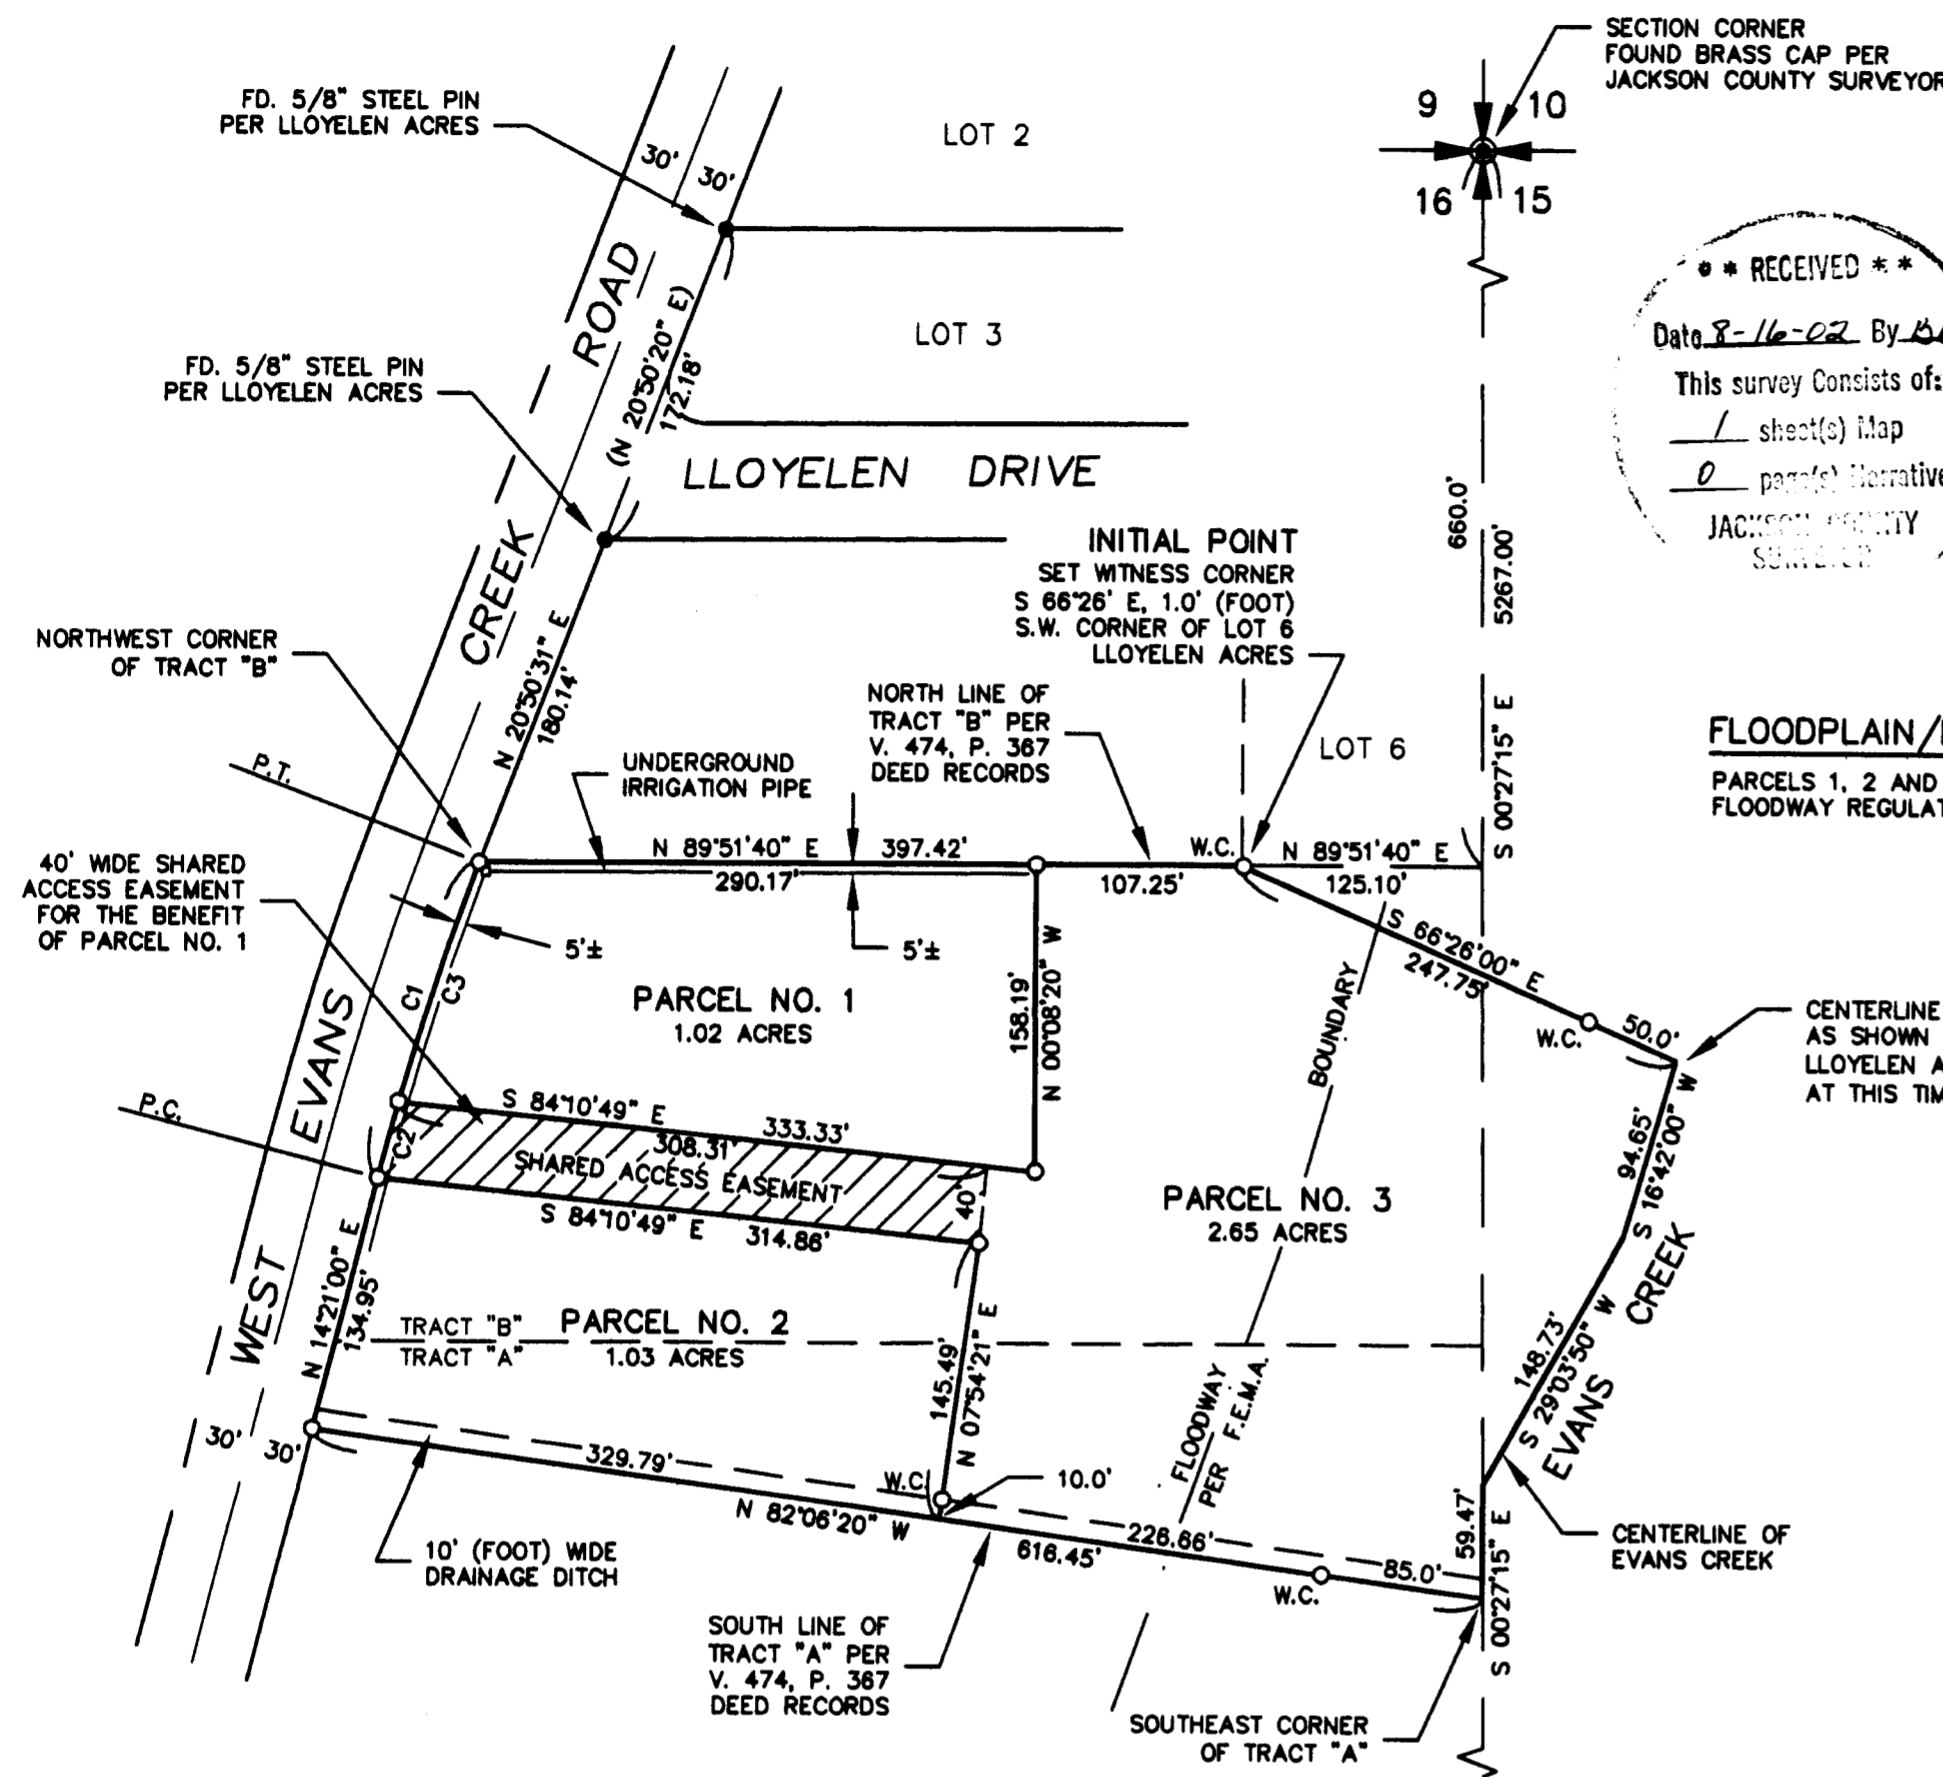 SECTION CORNER
FOUND BRASS CAP PER
JACKSON COUNTY SURVEYOR
9
10
16
15
FD. 5/8" STEEL PIN
PER LLOYELEN ACRES
30'
30'
LOT 2
* * RECEIVED * *
Date 8-16-02 By
This survey Consists of:
1 sheet(s) Map
0 page(s) Narrative
JACKSON COUNTY
SURVEYOR
(N 20°50'20" E)
172.18'
LOT 3
FD. 5/8" STEEL PIN
PER LLOYELEN ACRES
LLOYELEN DRIVE
660.0'
5267.00'
S 00°27'15" E
INITIAL POINT
SET WITNESS CORNER
S 66°26' E, 1.0' (FOOT)
S.W. CORNER OF LOT 6
LLOYELEN ACRES
NORTHWEST CORNER
OF TRACT "B"
N 20°50'31" E
180.14'
NORTH LINE OF
TRACT "B" PER
V. 474, P. 367
DEED RECORDS
LOT 6
FLOODPLAIN/
PARCELS 1, 2 AND
FLOODWAY REGULAT
P.T.
UNDERGROUND
IRRIGATION PIPE
N 89°51'40" E 397.42'
290.17'
107.25'
W.C.
N 89°51'40" E
125.10'
40' WIDE SHARED
ACCESS EASEMENT
FOR THE BENEFIT
OF PARCEL NO. 1
5'±
5'±
S 66°26'00" E
247.75'
W.C.
50.0'
C1
C3
PARCEL NO. 1
1.02 ACRES
158.19'
N 00°08'20" W
BOUNDARY
CENTERLINE
AS SHOWN
LLOYELEN A
AT THIS TIM
P.C.
C2
S 84°10'49" E 333.33'
308.31'
SHARED ACCESS EASEMENT
40'
S 84°10'49" E 314.86'
PARCEL NO. 3
2.65 ACRES
94.65'
S 16°42'00" W
WEST EVANS CREEK ROAD
N 14°21'00" E
134.95'
TRACT "B"
TRACT "A"
PARCEL NO. 2
1.03 ACRES
145.49'
N 07°54'21" E
FLOODWAY
PER F.E.M.A.
148.73'
S 29°03'50" W
EVANS CREEK
30'
30'
329.79'
N 82°06'20" W
W.C.
10.0'
226.66'
616.45'
W.C.
85.0'
59.47'
S 00°27'15" E
CENTERLINE OF
EVANS CREEK
10' (FOOT) WIDE
DRAINAGE DITCH
SOUTH LINE OF
TRACT "A" PER
V. 474, P. 367
DEED RECORDS
SOUTHEAST CORNER
OF TRACT "A"